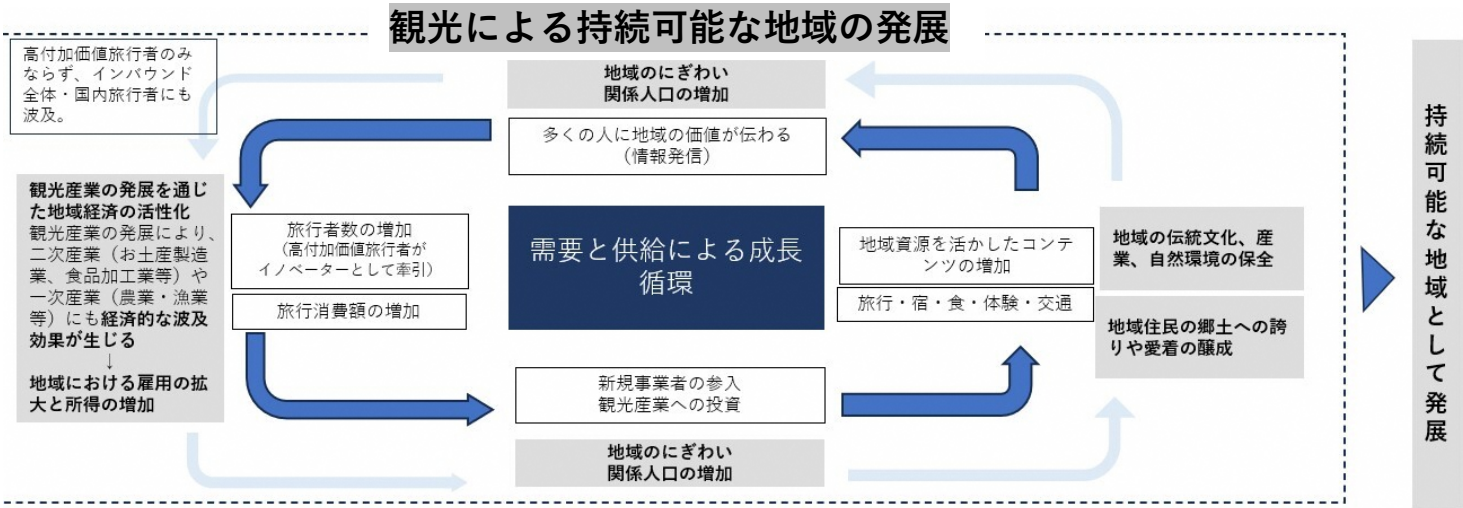 観光による持続可能な地域の発展
高付加価値旅行者のみ
ならず、インバウンド
全体・国内旅行者にも
波及。
地域のにぎわい
関係人口の増加
多くの人に地域の価値が伝わる
（情報発信）
観光産業の発展を通じ
た地域経済の活性化
観光産業の発展により、
二次産業（お土産製造
業、食品加工業等）や
一次産業（農業・漁業
等）にも経済的な波及
効果が生じる
↓
地域における雇用の拡
大と所得の増加
旅行者数の増加
（高付加価値旅行者が
イノベーターとして牽引）
旅行消費額の増加
需要と供給による成長
循環
地域資源を活かしたコンテ
ンツの増加
旅行・宿・食・体験・交通
地域の伝統文化、産
業、自然環境の保全
地域住民の郷土への誇
りや愛着の醸成
新規事業者の参入
観光産業への投資
地域のにぎわい
関係人口の増加
持続可能な地域として発展